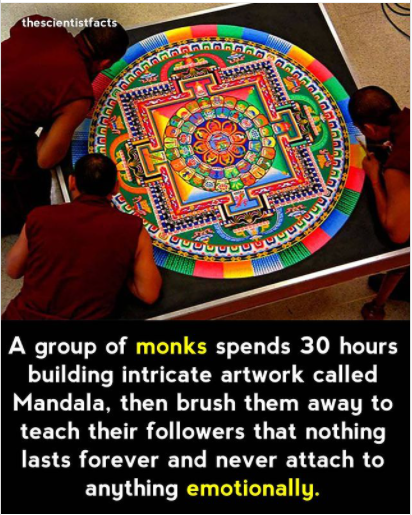 thescientistfacts
A group of monks spends 30 hours
building intricate artwork called
Mandala, then brush them away to
teach their followers that nothing
lasts forever and never attach to
anything emotionally.